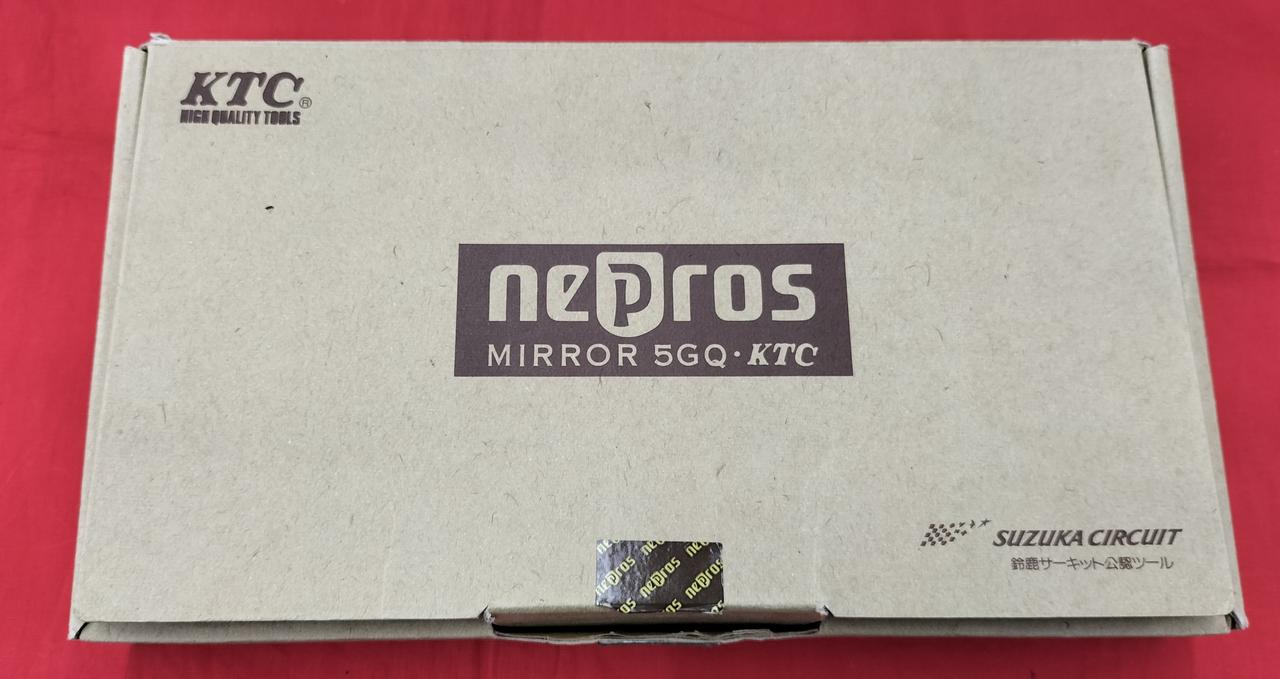 KTC®
HIGH QUALITY TOOLS
nepros
MIRROR 5GQ・KTC
SUZUKA CIRCUIT
鈴鹿サーキット公認ツール
nepros
nepros
nepros